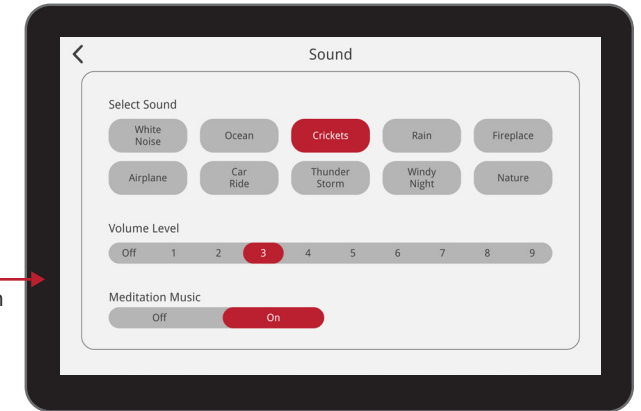 Sound
Select Sound
White Noise
Ocean
Crickets
Rain
Fireplace
Airplane
Car Ride
Thunder Storm
Windy Night
Nature
Volume Level
Off 1 2 3 4 5 6 7 8 9
Meditation Music
Off On